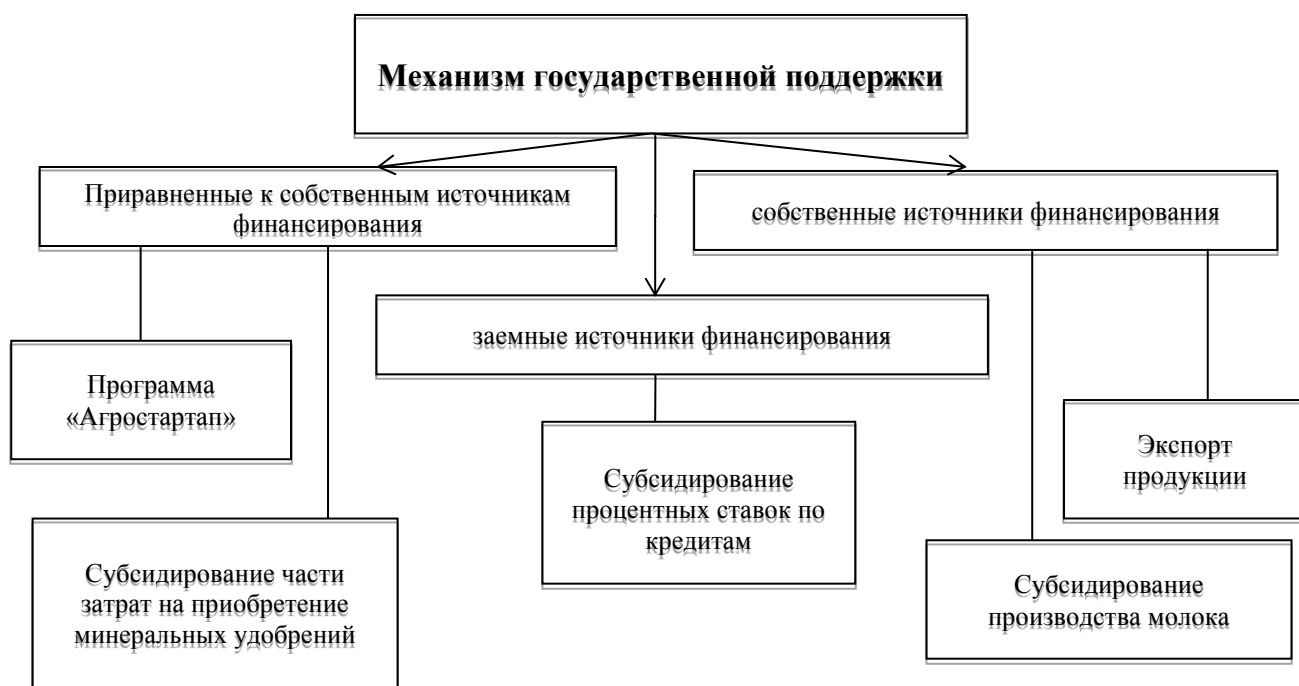 Механизм государственной поддержки
Приравненные к собственным источникам
финансирования
собственные источники финансирования
заемные источники финансирования
Программа
«Агростартап»
Экспорт
продукции
Субсидирование
процентных ставок по
кредитам
Субсидирование части
затрат на приобретение
минеральных удобрений
Субсидирование
производства молока